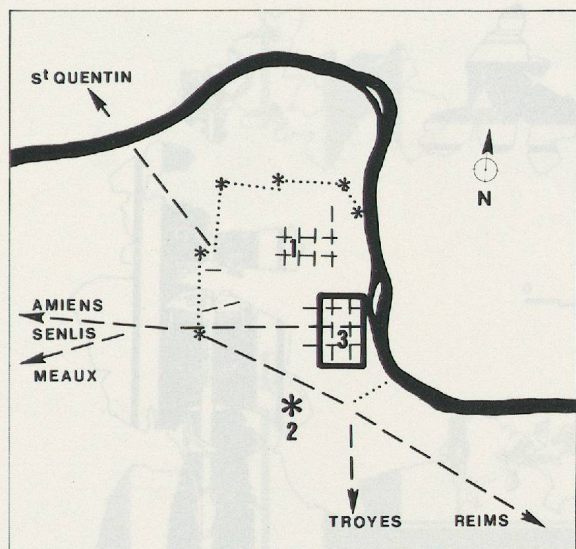 St QUENTIN
N
1
AMIENS
SENLIS
3
MEAUX
2
TROYES REIMS